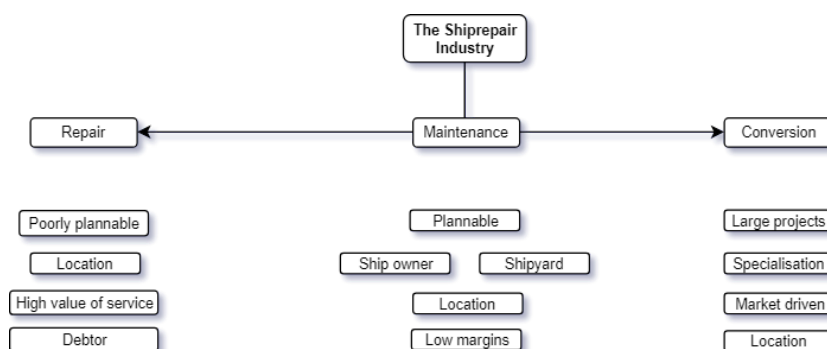 The Shiprepair
Industry
Repair
Maintenance
Conversion
Poorly plannable
Plannable
Large projects
Location
Ship owner
Shipyard
Specialisation
High value of service
Location
Market driven
Debtor
Low margins
Location